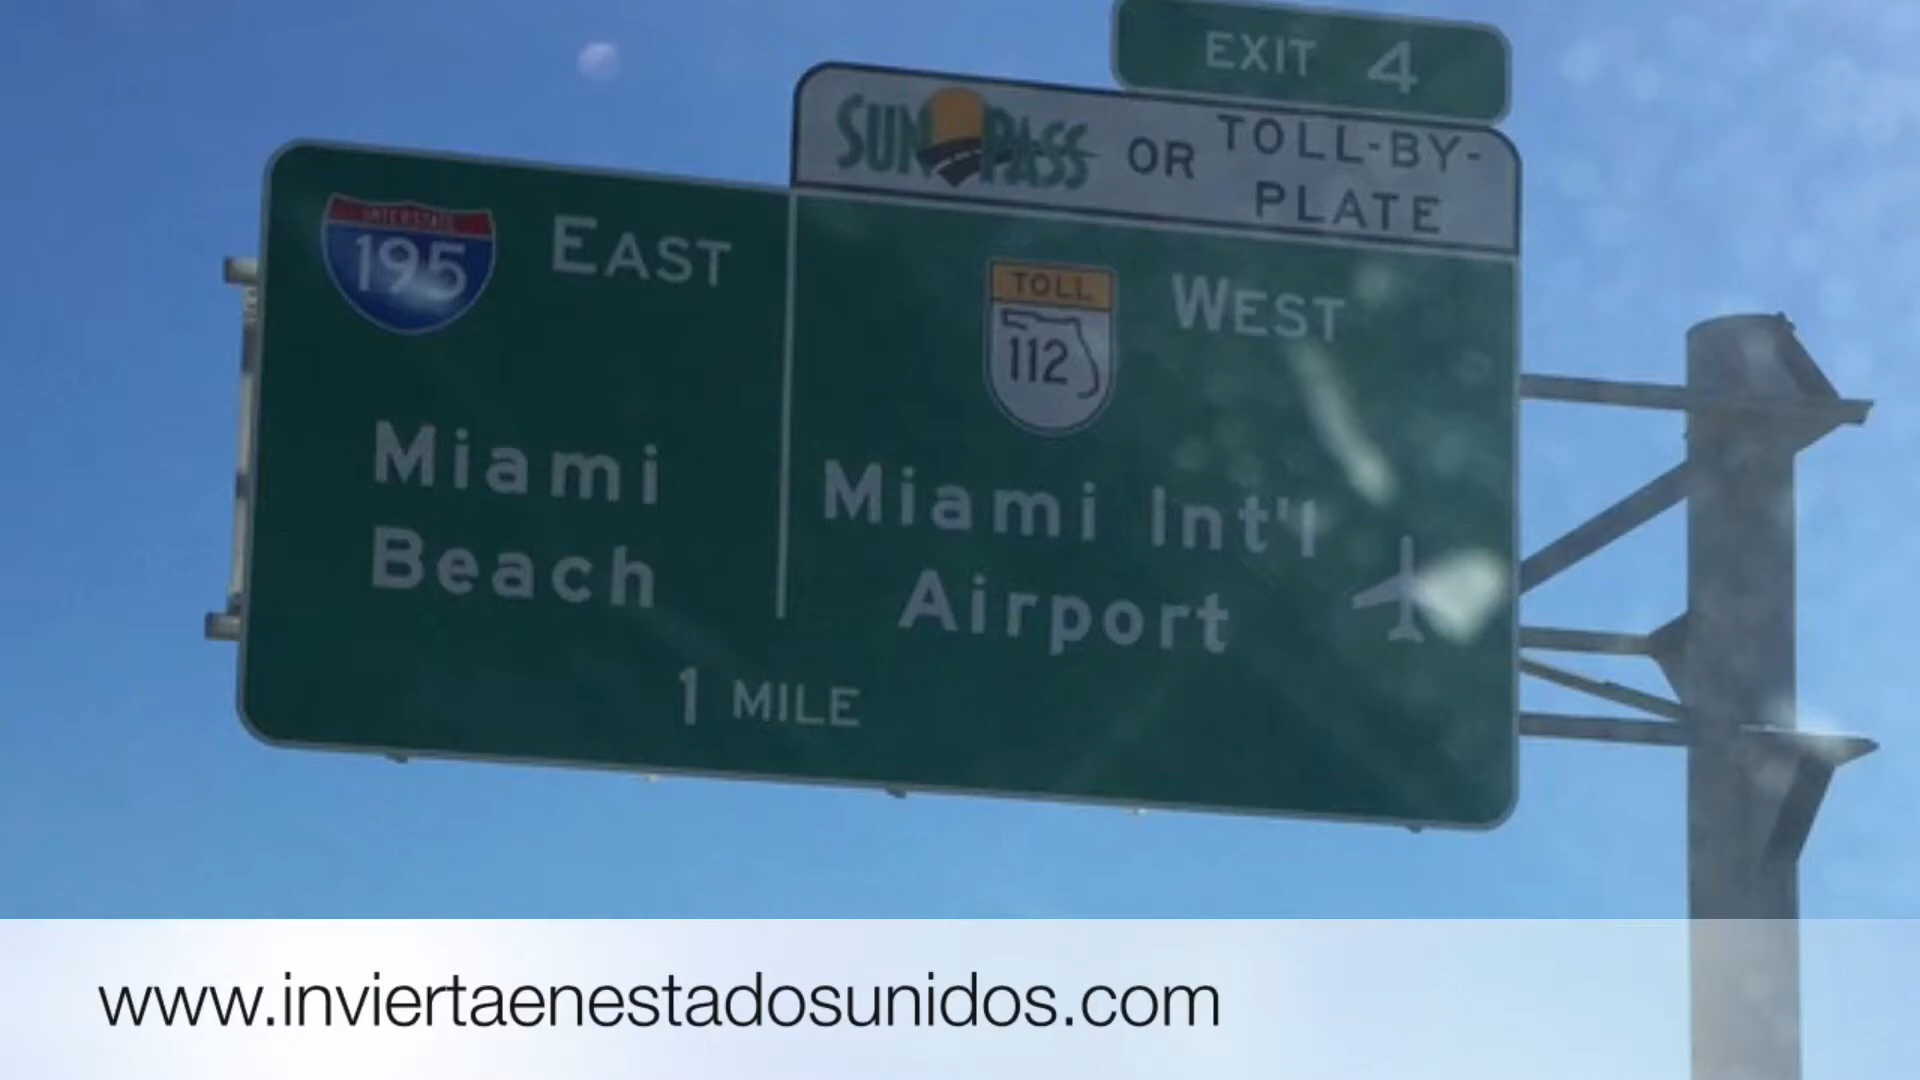 EXIT 4
SUNPASS OR TOLL-BY-
PLATE
INTERSTATE
195 EAST
TOLL
112
WEST
Miami
Beach
Miami Int'l
Airport
1 MILE
www.inviertaenestadosunidos.com